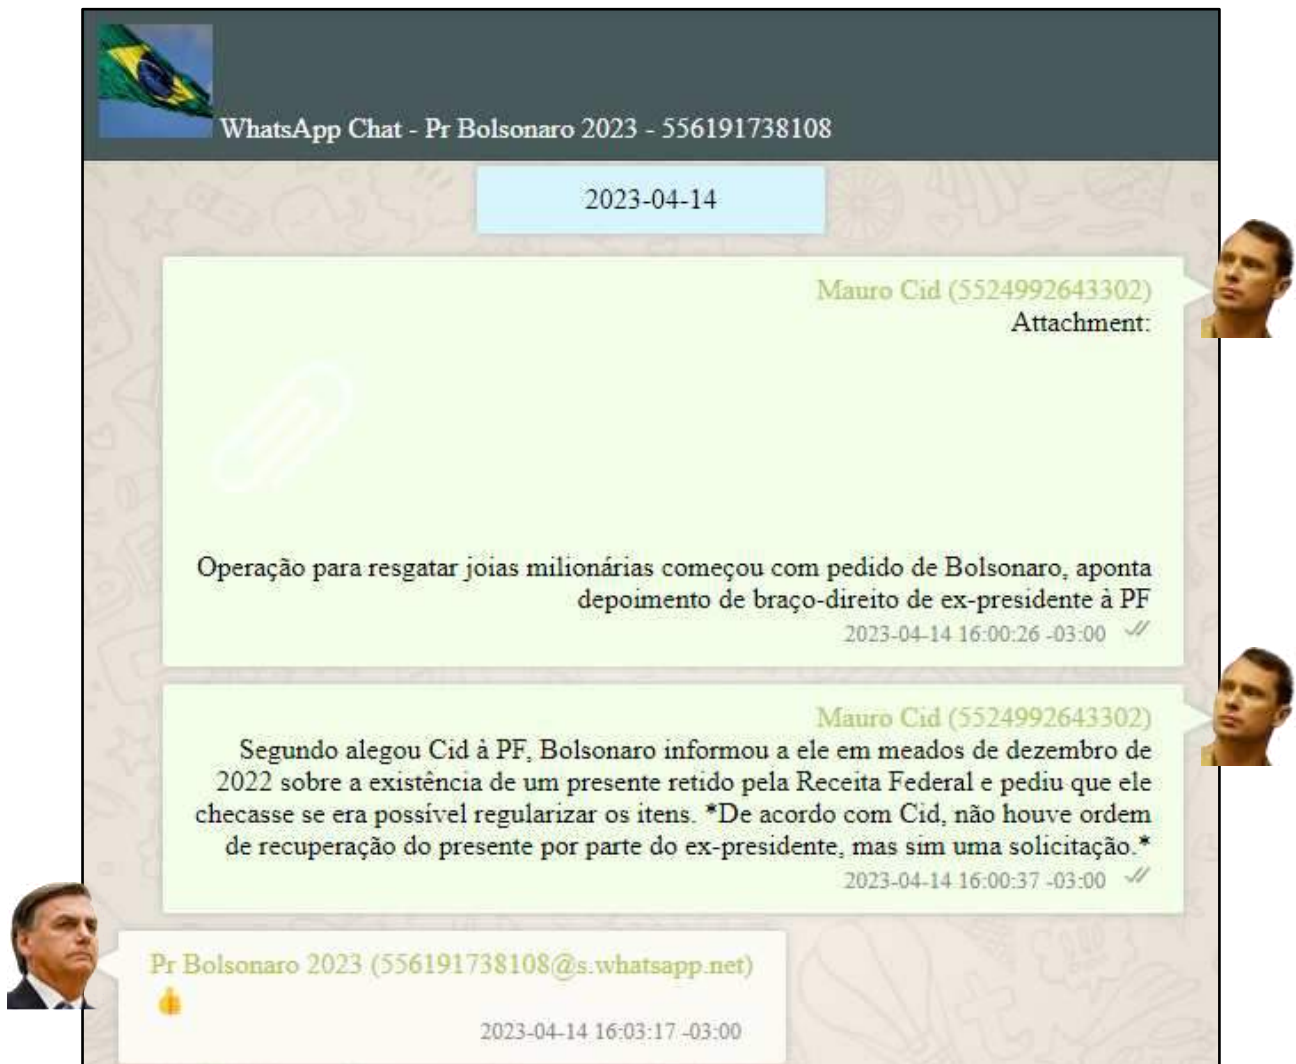 WhatsApp Chat - Pr Bolsonaro 2023 - 556191738108
2023-04-14
Mauro Cid (5524992643302)
Attachment:
Operação para resgatar joias milionárias começou com pedido de Bolsonaro, aponta
depoimento de braço-direito de ex-presidente à PF
2023-04-14 16:00:26 -03:00
Mauro Cid (5524992643302)
Segundo alegou Cid à PF, Bolsonaro informou a ele em meados de dezembro de
2022 sobre a existência de um presente retido pela Receita Federal e pediu que ele
checasse se era possível regularizar os itens. *De acordo com Cid, não houve ordem
de recuperação do presente por parte do ex-presidente, mas sim uma solicitação.*
2023-04-14 16:00:37 -03:00
Pr Bolsonaro 2023 (556191738108@s.whatsapp.net)
👍
2023-04-14 16:03:17 -03:00